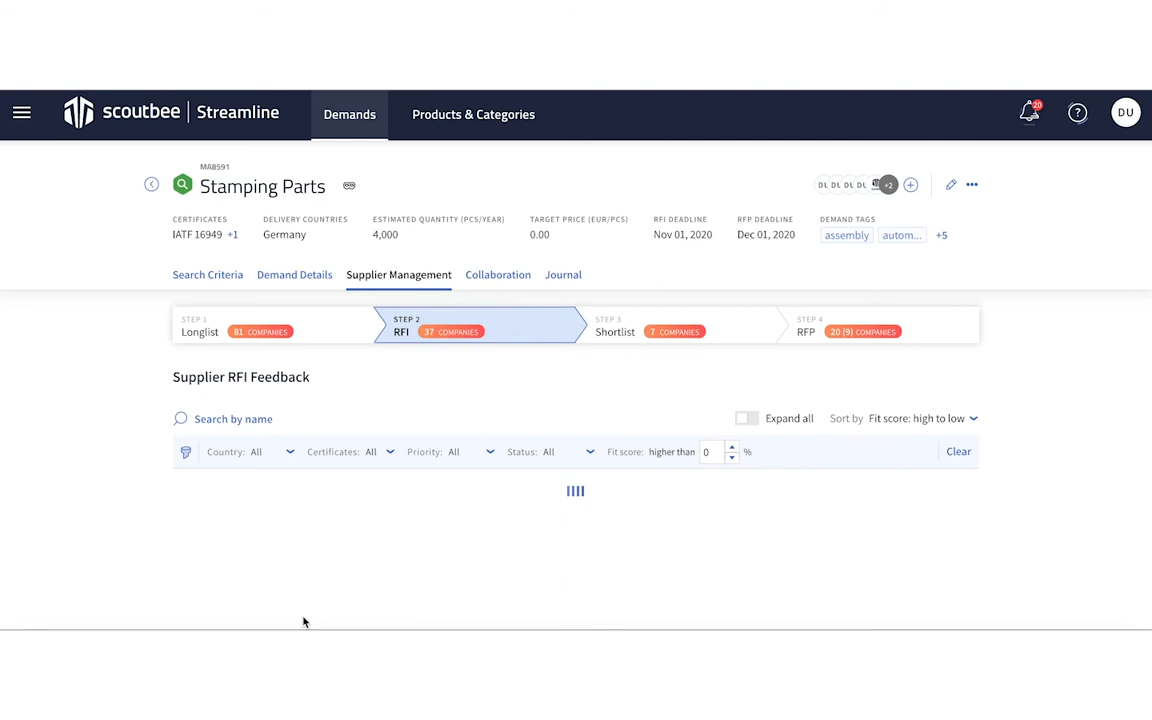 scoutbee | Streamline
Demands
Products & Categories
20
?
DU
MA8591
Stamping Parts
DU
+2
CERTIFICATES
IATF 16949 +1
DELIVERY COUNTRIES
Germany
ESTIMATED QUANTITY (PCS/YEAR)
4,000
TARGET PRICE (EUR/PCS)
0.00
RFI DEADLINE
Nov 01, 2020
RFP DEADLINE
Dec 01, 2020
DEMAND TAGS
assembly autom... +5
Search Criteria
Demand Details
Supplier Management
Collaboration
Journal
STEP 1
Longlist 81 COMPANIES
STEP 2
RFI 37 COMPANIES
STEP 3
Shortlist 7 COMPANIES
STEP 4
RFP 20 (9) COMPANIES
Supplier RFI Feedback
Search by name
Expand all
Sort by Fit score: high to low
Country: All
Certificates: All
Priority: All
Status: All
Fit score: higher than 0 %
Clear